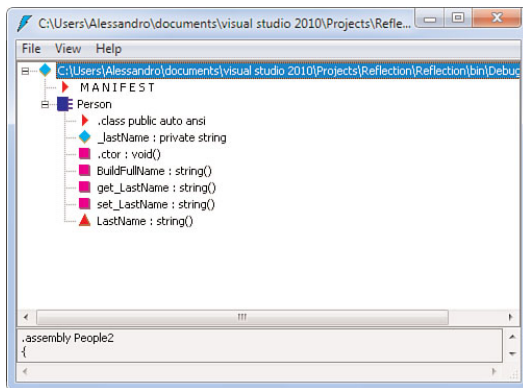 C:\Users\Alessandro\documents\visual studio 2010\Projects\Refle...
File View Help
C:\Users\Alessandro\documents\visual studio 2010\Projects\Reflection\Reflection\bin\Debug
MANIFEST
Person
.class public auto ansi
_lastName : private string
.ctor : void()
BuildFullName : string()
get_LastName : string()
set_LastName : string()
LastName : string()
.assembly People2
{